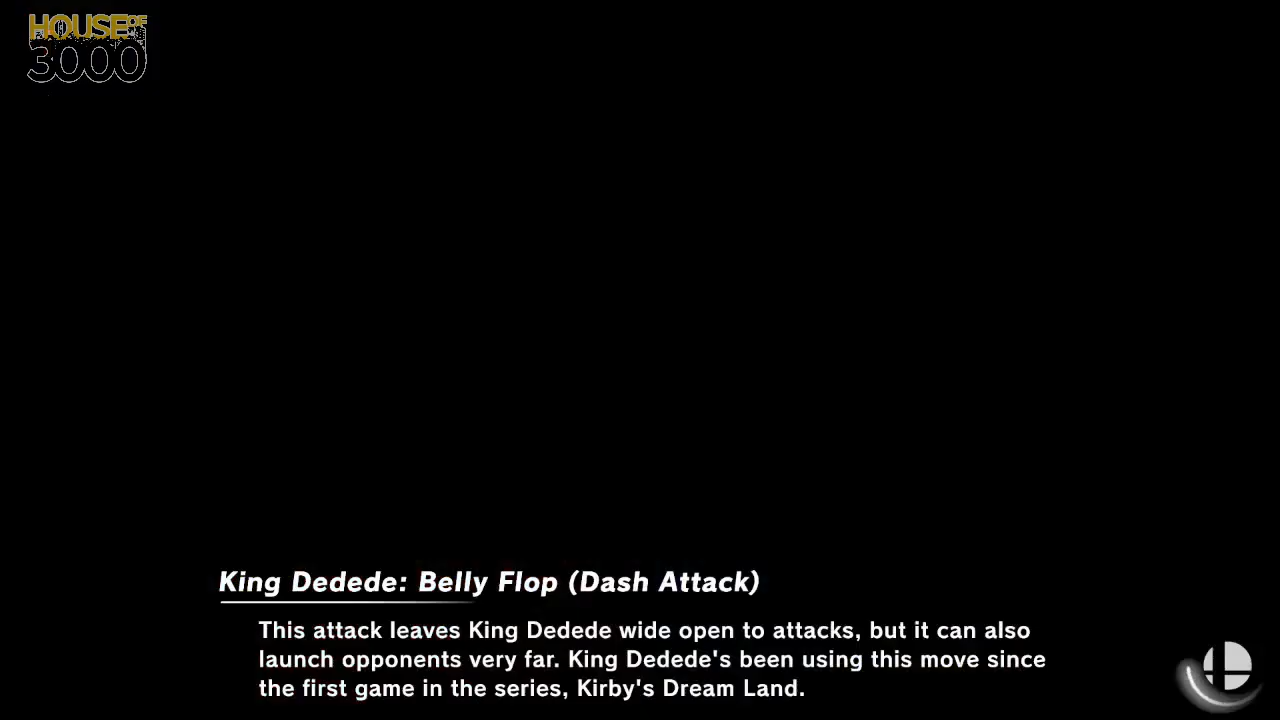 HOUSE OF
3000
King Dedede: Belly Flop (Dash Attack)
This attack leaves King Dedede wide open to attacks, but it can also
launch opponents very far. King Dedede's been using this move since
the first game in the series, Kirby's Dream Land.